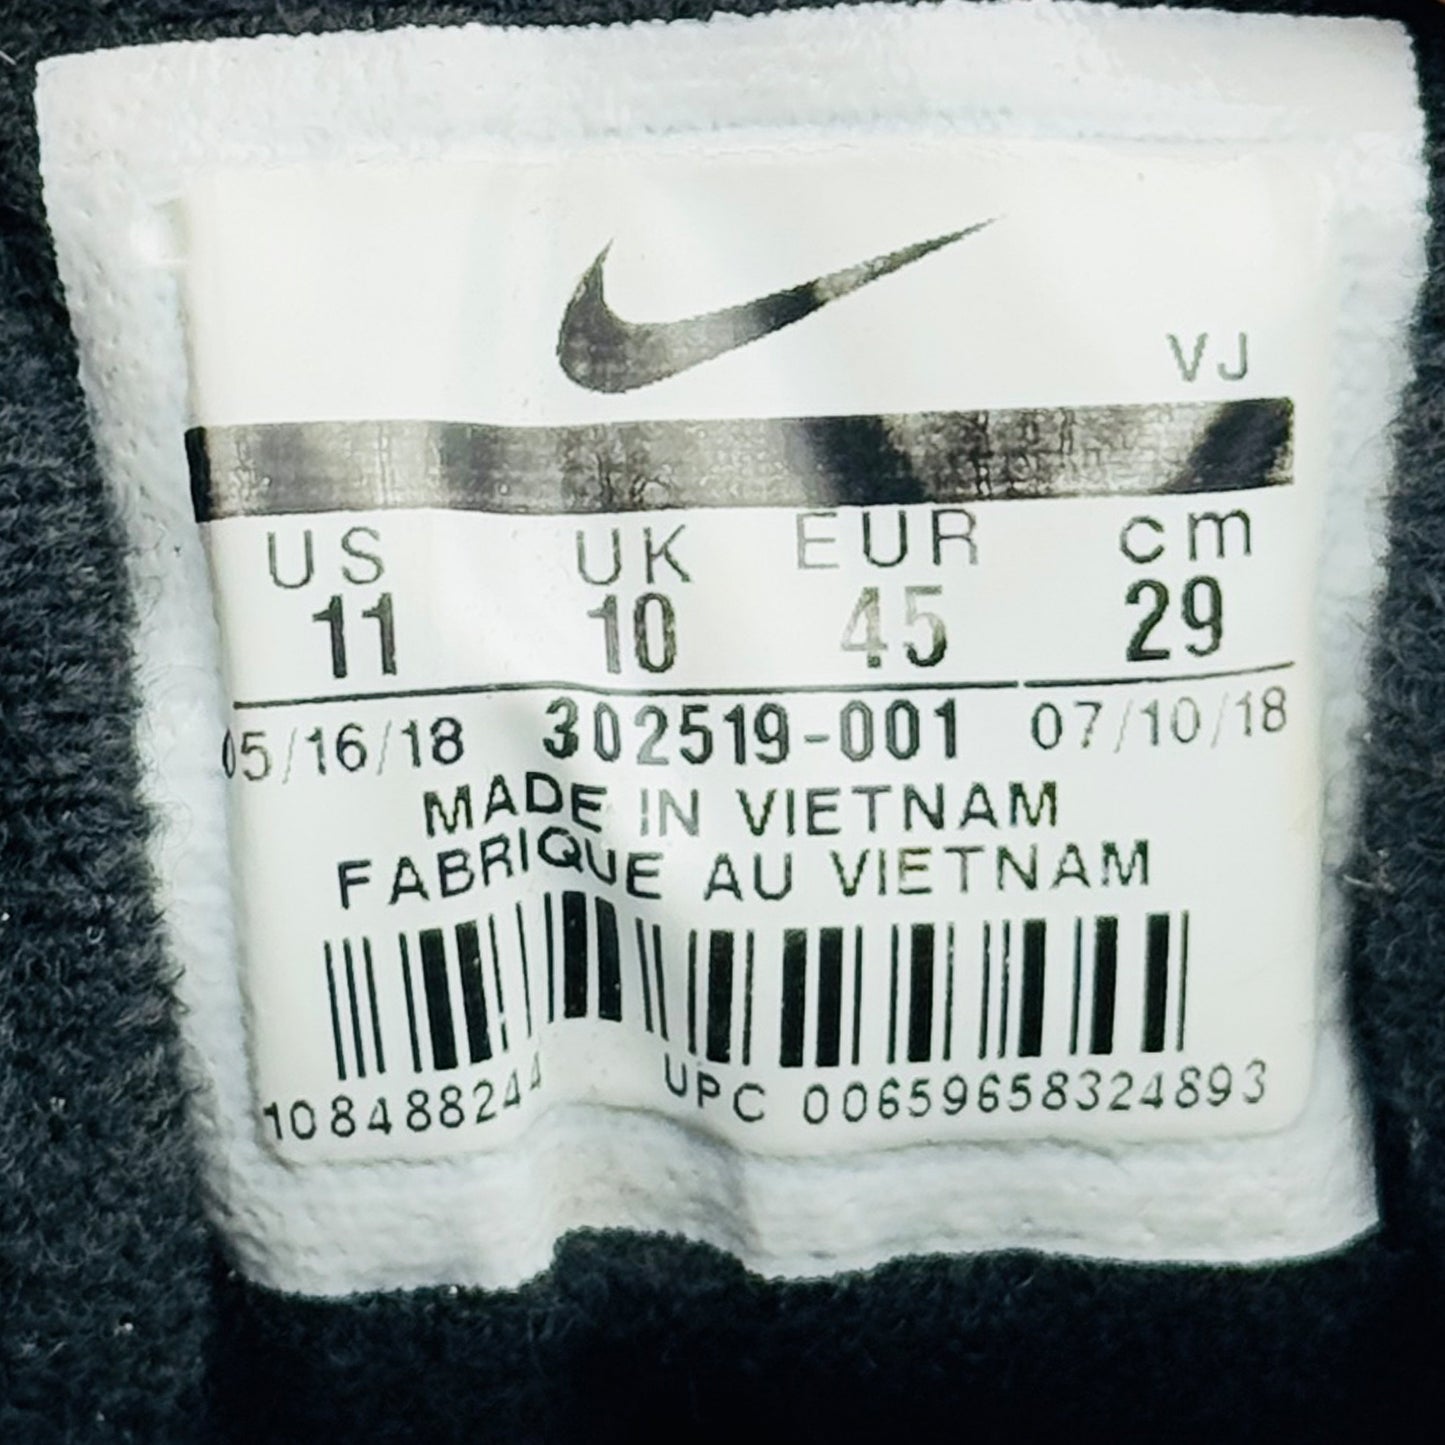 VJ
US UK EUR cm
11 10 45 29
05/16/18 302519-001 07/10/18
MADE IN VIETNAM
FABRIQUE AU VIETNAM
108488244 UPC 00659658324893